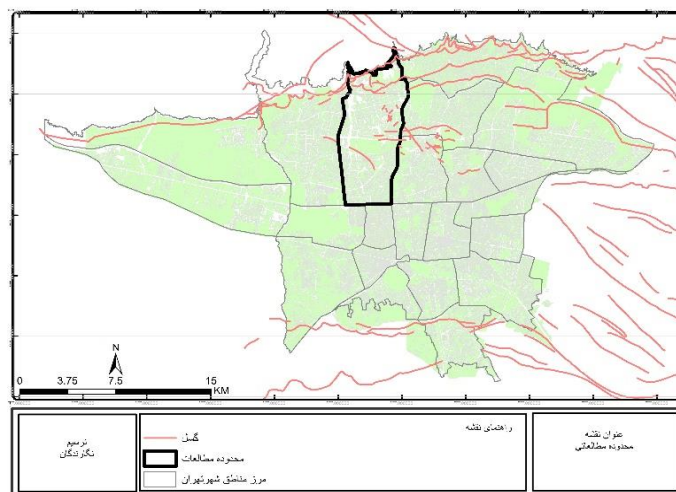 N
0 3.75 7.5 15
KM
عنوان نقشه
محدوده مطالعاتی
راهنمای نقشه
گسل
محدوده مطالعات
مرز مناطق شهرتهران
ترسیم
نگارندگان